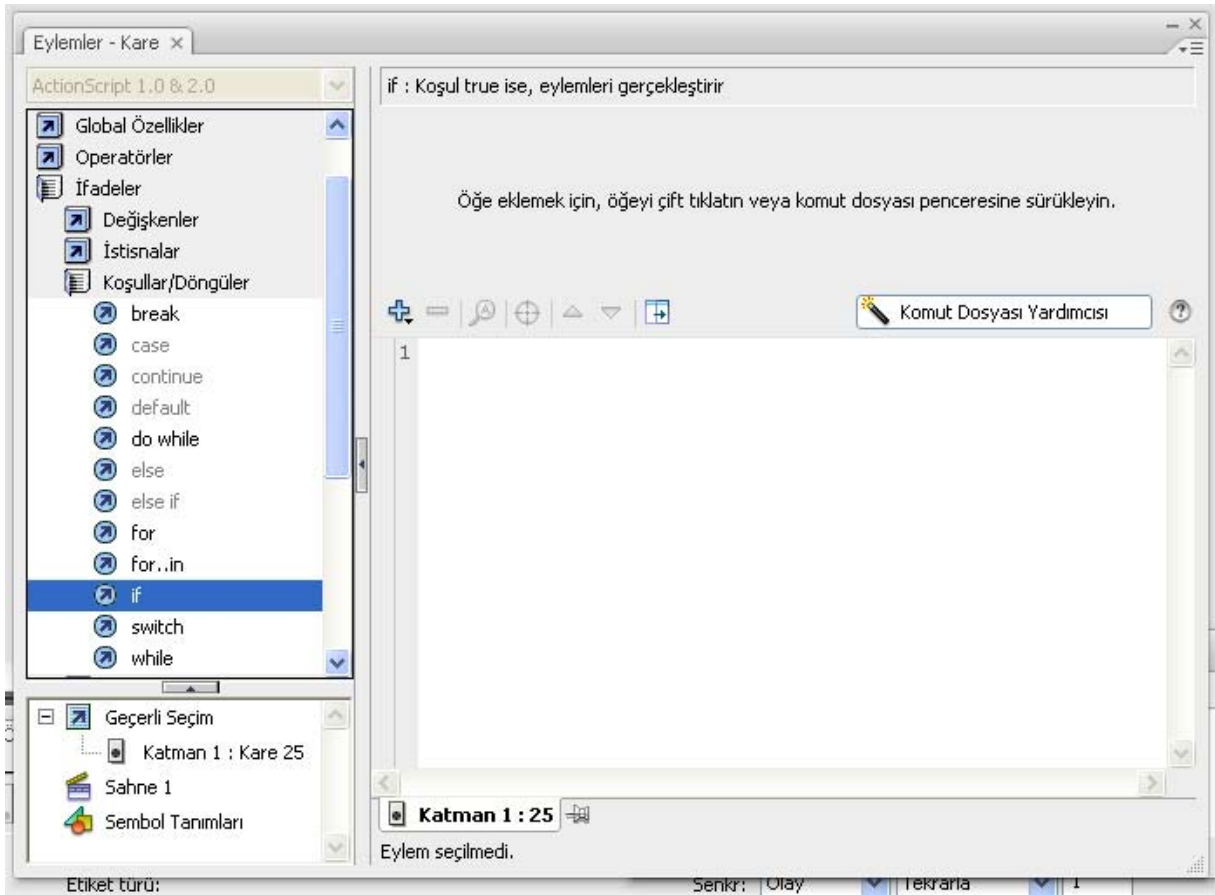 Eylemler - Kare
ActionScript 1.0 & 2.0
Global Özellikler
Operatörler
İfadeler
Değişkenler
İstisnalar
Koşullar/Döngüler
break
case
continue
default
do while
else
else if
for
for..in
if
switch
while
Geçerli Seçim
Katman 1 : Kare 25
Sahne 1
Sembol Tanımları
if : Koşul true ise, eylemleri gerçekleştirir
Öğe eklemek için, öğeyi çift tıklatın veya komut dosyası penceresine sürükleyin.
Komut Dosyası Yardımcısı
1
Katman 1 : 25
Eylem seçilmedi.
Etiket türü:
Senkr: Olay Tekrarla 1